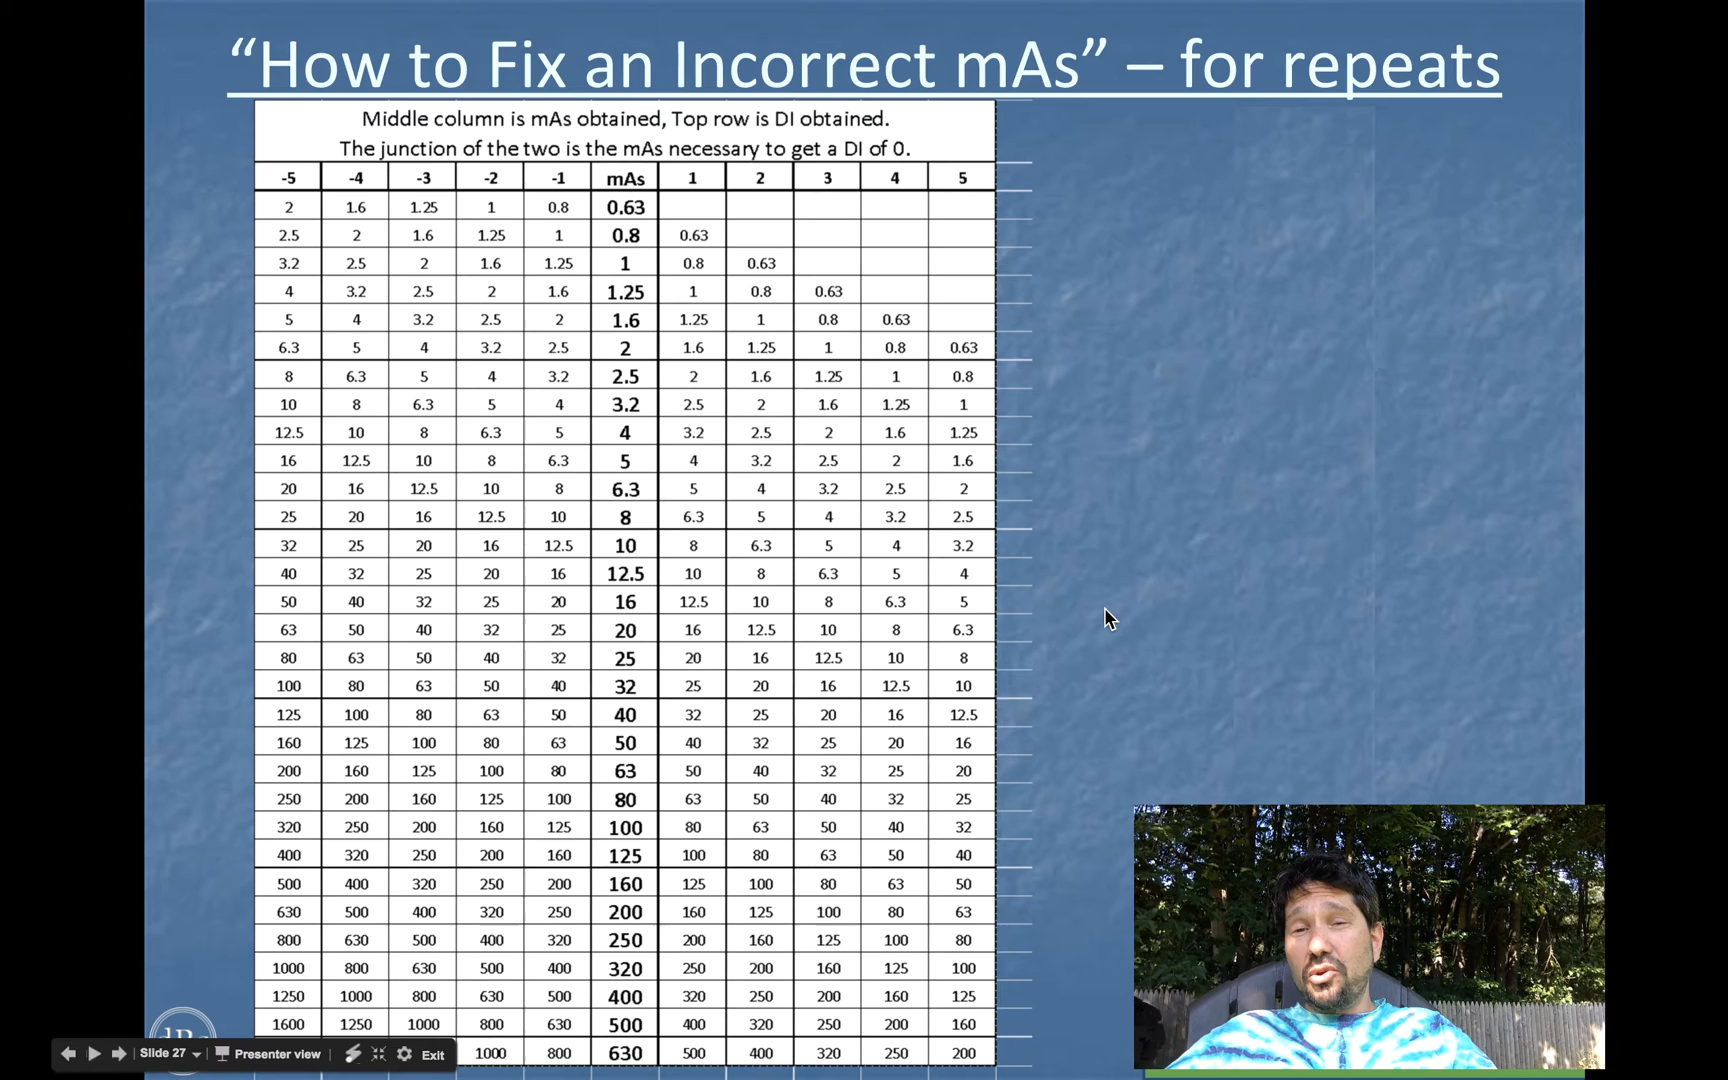 “How to Fix an Incorrect mAs” – for repeats
Middle column is mAs obtained, Top row is DI obtained.
The junction of the two is the mAs necessary to get a DI of 0.
-5 -4 -3 -2 -1 mAs 1 2 3 4 5
2 1.6 1.25 1 0.8 0.63
2.5 2 1.6 1.25 1 0.8 0.63
3.2 2.5 2 1.6 1.25 1 0.8 0.63
4 3.2 2.5 2 1.6 1.25 1 0.8 0.63
5 4 3.2 2.5 2 1.6 1.25 1 0.8 0.63
6.3 5 4 3.2 2.5 2 1.6 1.25 1 0.8 0.63
8 6.3 5 4 3.2 2.5 2 1.6 1.25 1 0.8
10 8 6.3 5 4 3.2 2.5 2 1.6 1.25 1
12.5 10 8 6.3 5 4 3.2 2.5 2 1.6 1.25
16 12.5 10 8 6.3 5 4 3.2 2.5 2 1.6
20 16 12.5 10 8 6.3 5 4 3.2 2.5 2
25 20 16 12.5 10 8 6.3 5 4 3.2 2.5
32 25 20 16 12.5 10 8 6.3 5 4 3.2
40 32 25 20 16 12.5 10 8 6.3 5 4
50 40 32 25 20 16 12.5 10 8 6.3 5
63 50 40 32 25 20 16 12.5 10 8 6.3
80 63 50 40 32 25 20 16 12.5 10 8
100 80 63 50 40 32 25 20 16 12.5 10
125 100 80 63 50 40 32 25 20 16 12.5
160 125 100 80 63 50 40 32 25 20 16
200 160 125 100 80 63 50 40 32 25 20
250 200 160 125 100 80 63 50 40 32 25
320 250 200 160 125 100 80 63 50 40 32
400 320 250 200 160 125 100 80 63 50 40
500 400 320 250 200 160 125 100 80 63 50
630 500 400 320 250 200 160 125 100 80 63
800 630 500 400 320 250 200 160 125 100 80
1000 800 630 500 400 320 250 200 160 125 100
1250 1000 800 630 500 400 320 250 200 160 125
1600 1250 1000 800 630 500 400 320 250 200 160
1000 800 630 500 400 320 250 200
Slide 27 Presenter view Exit